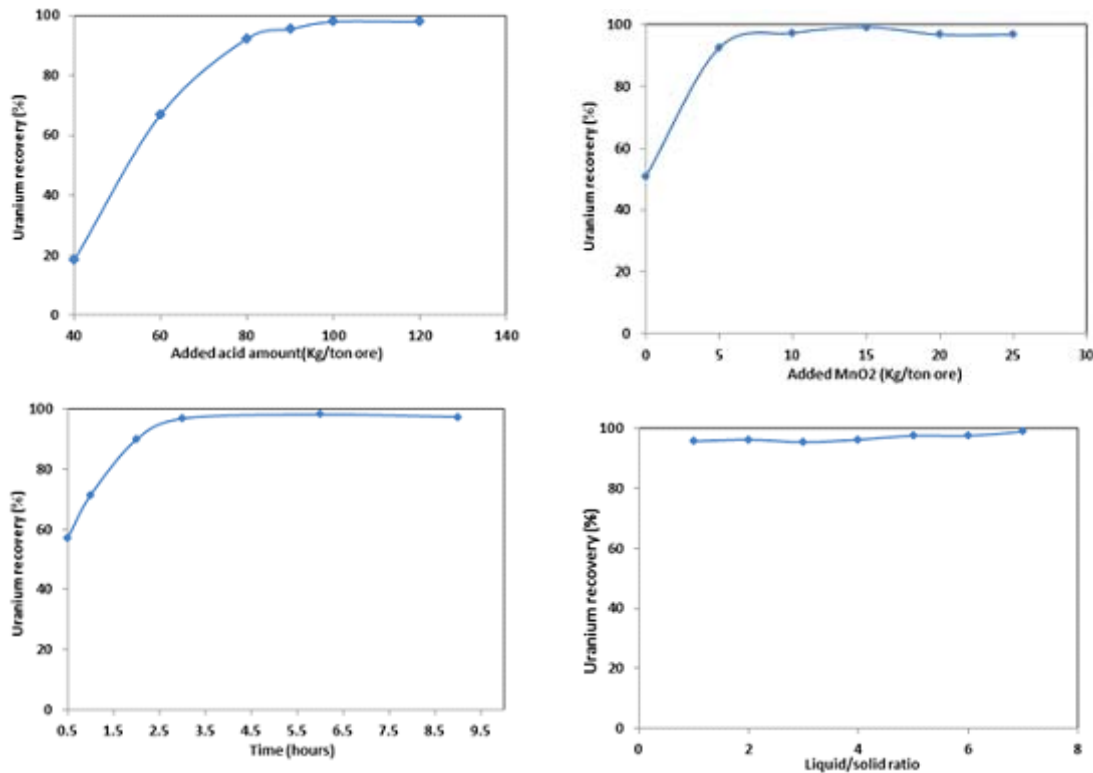 100
80
60
40
20
0
Uranium recovery (%)
40 60 80 100 120 140
Added acid amount(Kg/ton ore)
100
80
60
40
20
0
Uranium recovery (%)
0 5 10 15 20 25 30
Added MnO2 (Kg/ton ore)
100
80
60
40
20
0
Uranium recovery (%)
0.5 1.5 2.5 3.5 4.5 5.5 6.5 7.5 8.5 9.5
Time (hours)
100
80
60
40
20
0
Uranium recovery (%)
0 2 4 6 8
Liquid/solid ratio